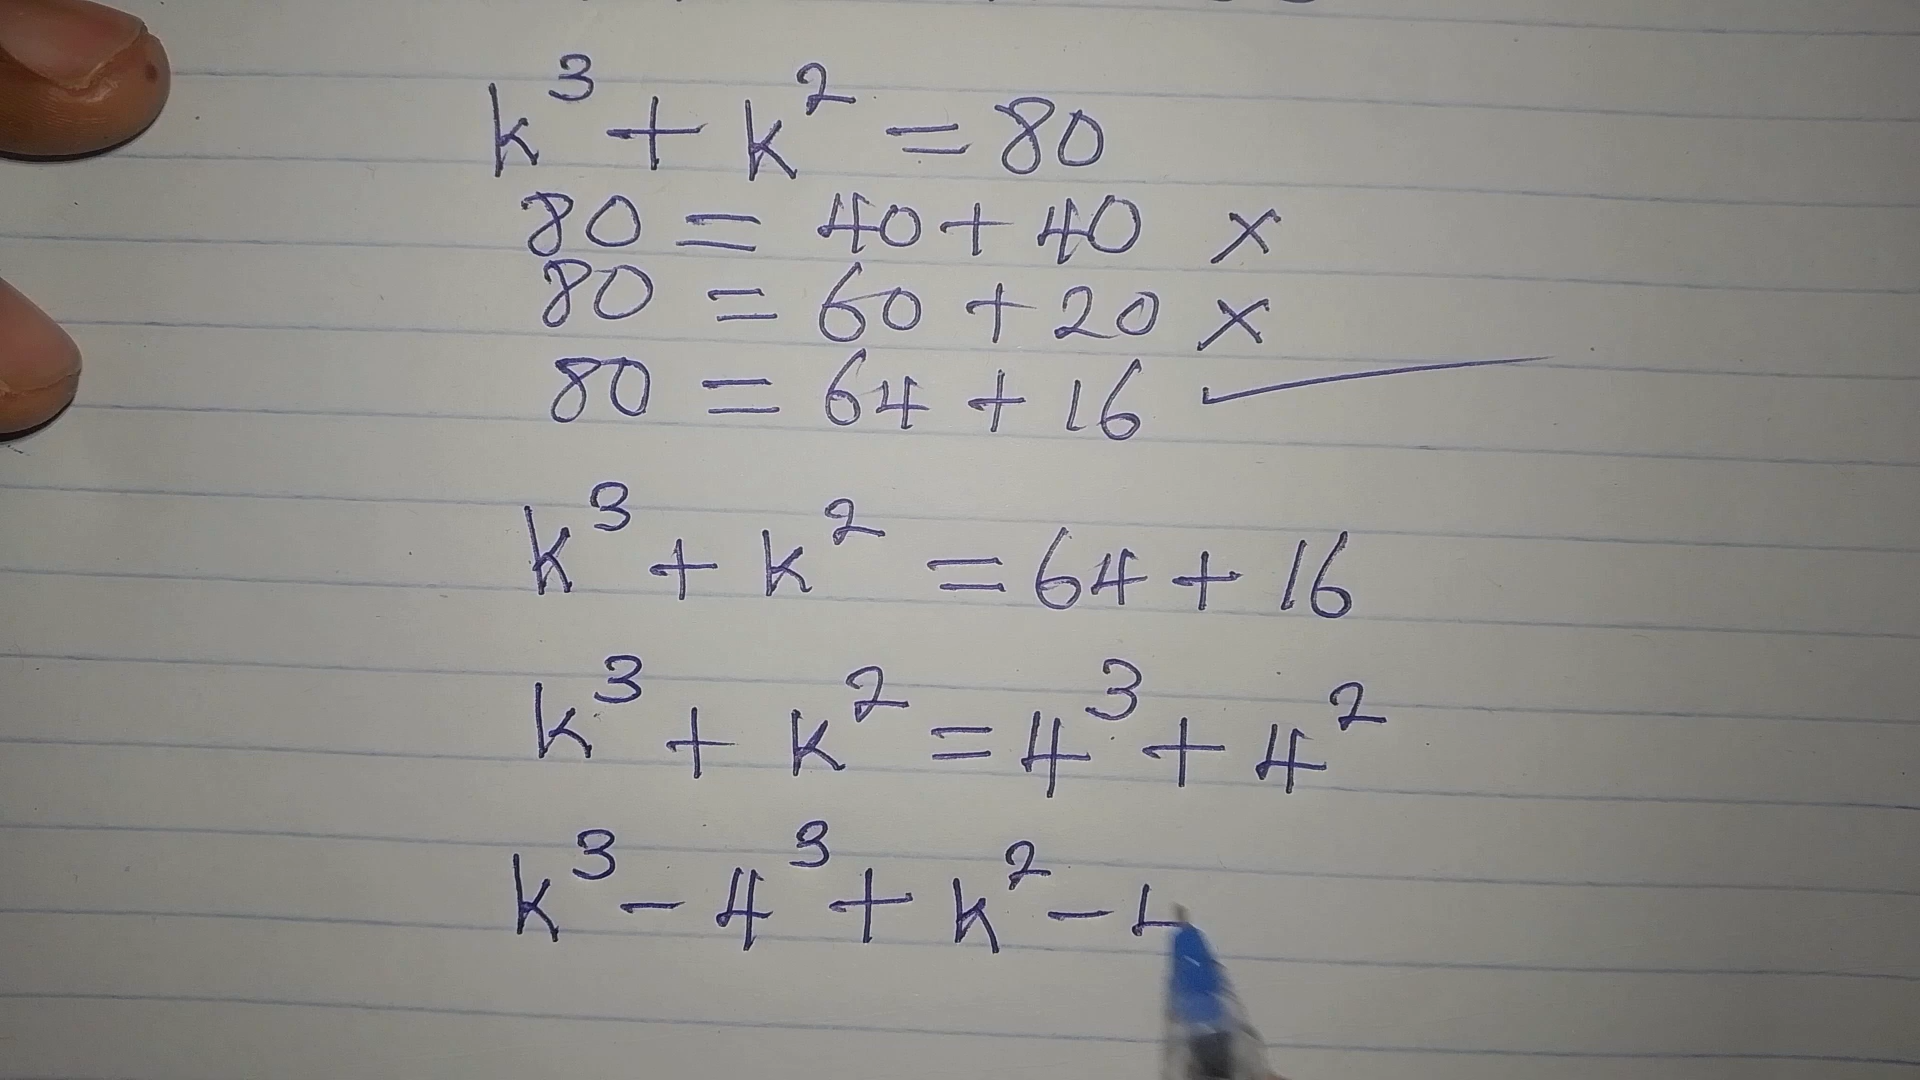 k³ + k² = 80
80 = 40 + 40 ×
80 = 60 + 20 ×
80 = 64 + 16 ✓
k³ + k² = 64 + 16
k³ + k² = 4³ + 4²
k³ - 4³ + k² - 4